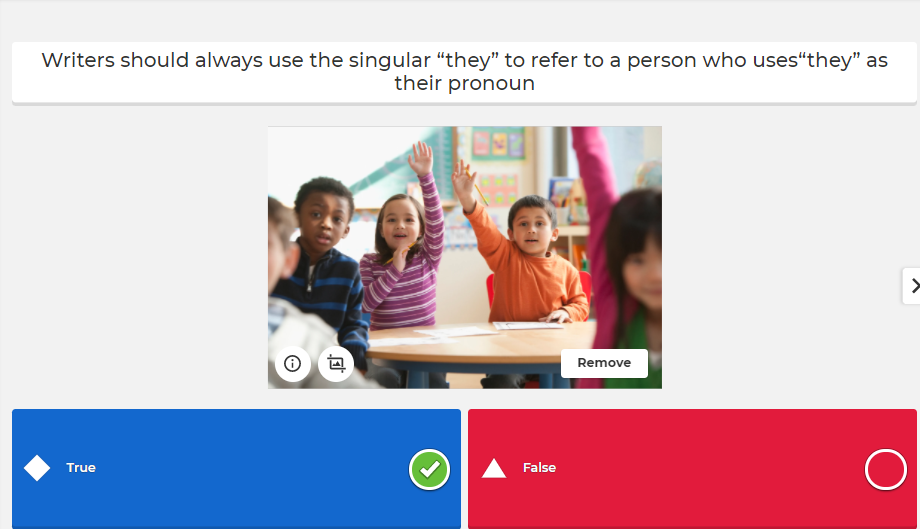 Writers should always use the singular “they” to refer to a person who uses“they” as
their pronoun
Remove
True
False